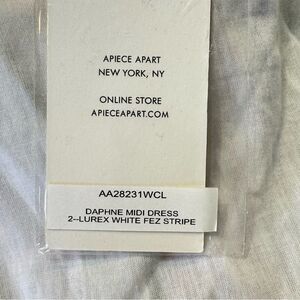 APIECE APART
NEW YORK, NY
ONLINE STORE
APIECEAPART.COM
AA28231WCL
DAPHNE MIDI DRESS
2--LUREX WHITE FEZ STRIPE